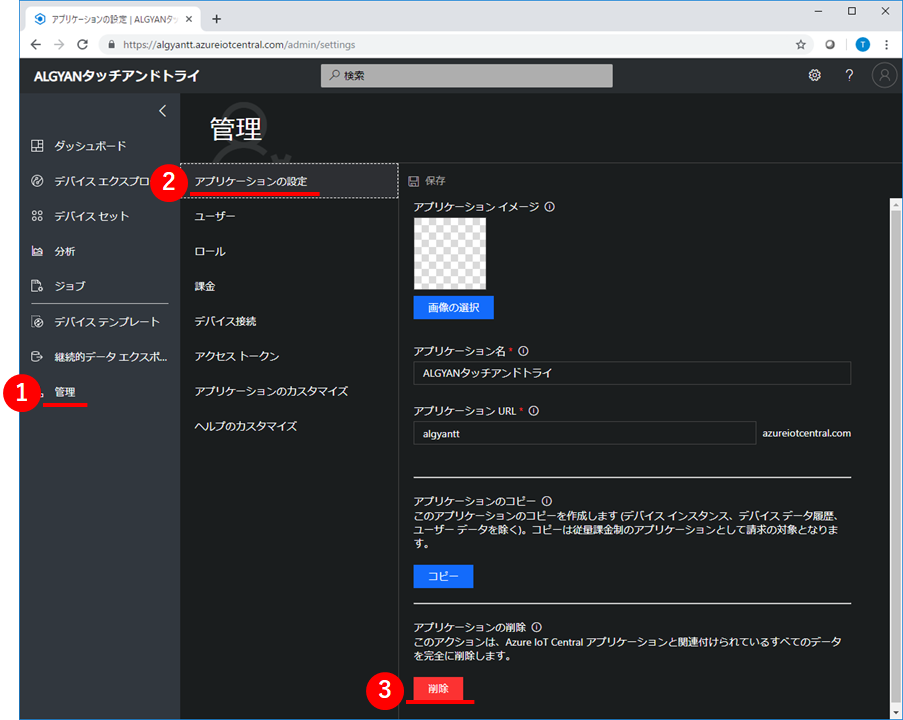 アプリケーションの設定 | ALGYANタッ
https://algyantt.azureiotcentral.com/admin/settings
T
ALGYANタッチアンドトライ
検索
?
管理
ダッシュボード
デバイス エクスプロ
デバイス セット
分析
ジョブ
デバイス テンプレート
継続的データ エクスポ...
1
管理
2
アプリケーションの設定
ユーザー
ロール
課金
デバイス接続
アクセス トークン
アプリケーションのカスタマイズ
ヘルプのカスタマイズ
保存
アプリケーション イメージ
画像の選択
アプリケーション名 *
ALGYANタッチアンドトライ
アプリケーション URL *
algyantt
azureiotcentral.com
アプリケーションのコピー
このアプリケーションのコピーを作成します (デバイス インスタンス、デバイス データ履歴、
ユーザー データを除く)。コピーは従量課金制のアプリケーションとして請求の対象となりま
す。
コピー
アプリケーションの削除
このアクションは、Azure IoT Central アプリケーションと関連付けられているすべてのデータ
を完全に削除します。
3
削除